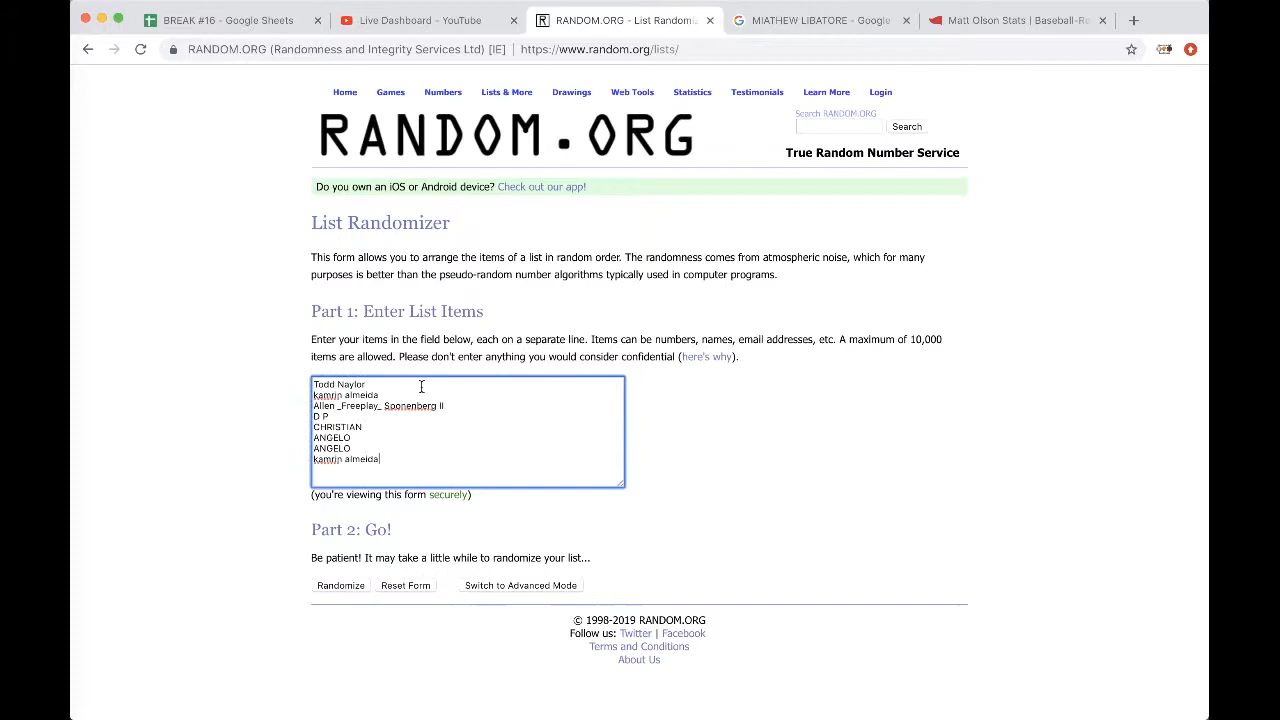 BREAK #16 - Google Sheets
Live Dashboard - YouTube
RANDOM.ORG - List Randomiz
MIATHEW LIBATORE - Google
Matt Olson Stats | Baseball-Re
RANDOM.ORG (Randomness and Integrity Services Ltd) [IE] | https://www.random.org/lists/
Home Games Numbers Lists & More Drawings Web Tools Statistics Testimonials Learn More Login
RANDOM.ORG
Search RANDOM.ORG
Search
True Random Number Service
Do you own an iOS or Android device? Check out our app!
List Randomizer
This form allows you to arrange the items of a list in random order. The randomness comes from atmospheric noise, which for many
purposes is better than the pseudo-random number algorithms typically used in computer programs.
Part 1: Enter List Items
Enter your items in the field below, each on a separate line. Items can be numbers, names, email addresses, etc. A maximum of 10,000
items are allowed. Please don't enter anything you would consider confidential (here's why).
Todd Naylor
kamrin almeida
Allen _Freeplay_ Sponenberg II
D P
CHRISTIAN
ANGELO
ANGELO
kamrin almeida
(you're viewing this form securely)
Part 2: Go!
Be patient! It may take a little while to randomize your list...
Randomize Reset Form Switch to Advanced Mode
© 1998-2019 RANDOM.ORG
Follow us: Twitter | Facebook
Terms and Conditions
About Us